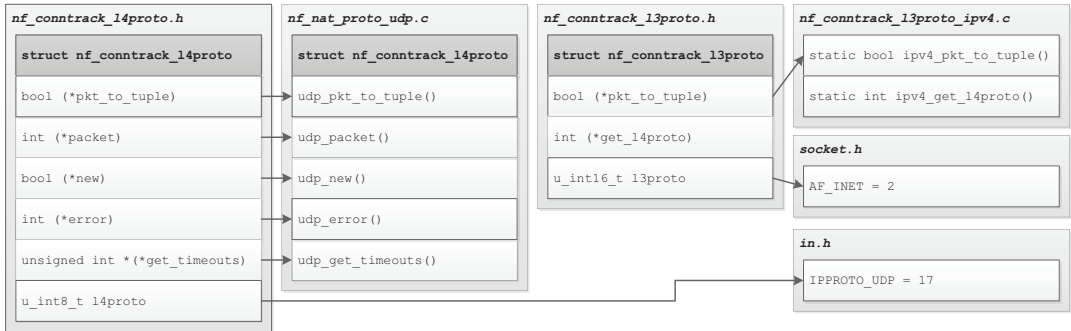 nf_conntrack_l4proto.h
struct nf_conntrack_l4proto
bool (*pkt_to_tuple)
int (*packet)
bool (*new)
int (*error)
unsigned int *(*get_timeouts)
u_int8_t l4proto
nf_nat_proto_udp.c
struct nf_conntrack_l4proto
udp_pkt_to_tuple()
udp_packet()
udp_new()
udp_error()
udp_get_timeouts()
nf_conntrack_l3proto.h
struct nf_conntrack_l3proto
bool (*pkt_to_tuple)
int (*get_l4proto)
u_int16_t l3proto
nf_conntrack_l3proto_ipv4.c
static bool ipv4_pkt_to_tuple()
static int ipv4_get_l4proto()
socket.h
AF_INET = 2
in.h
IPPROTO_UDP = 17